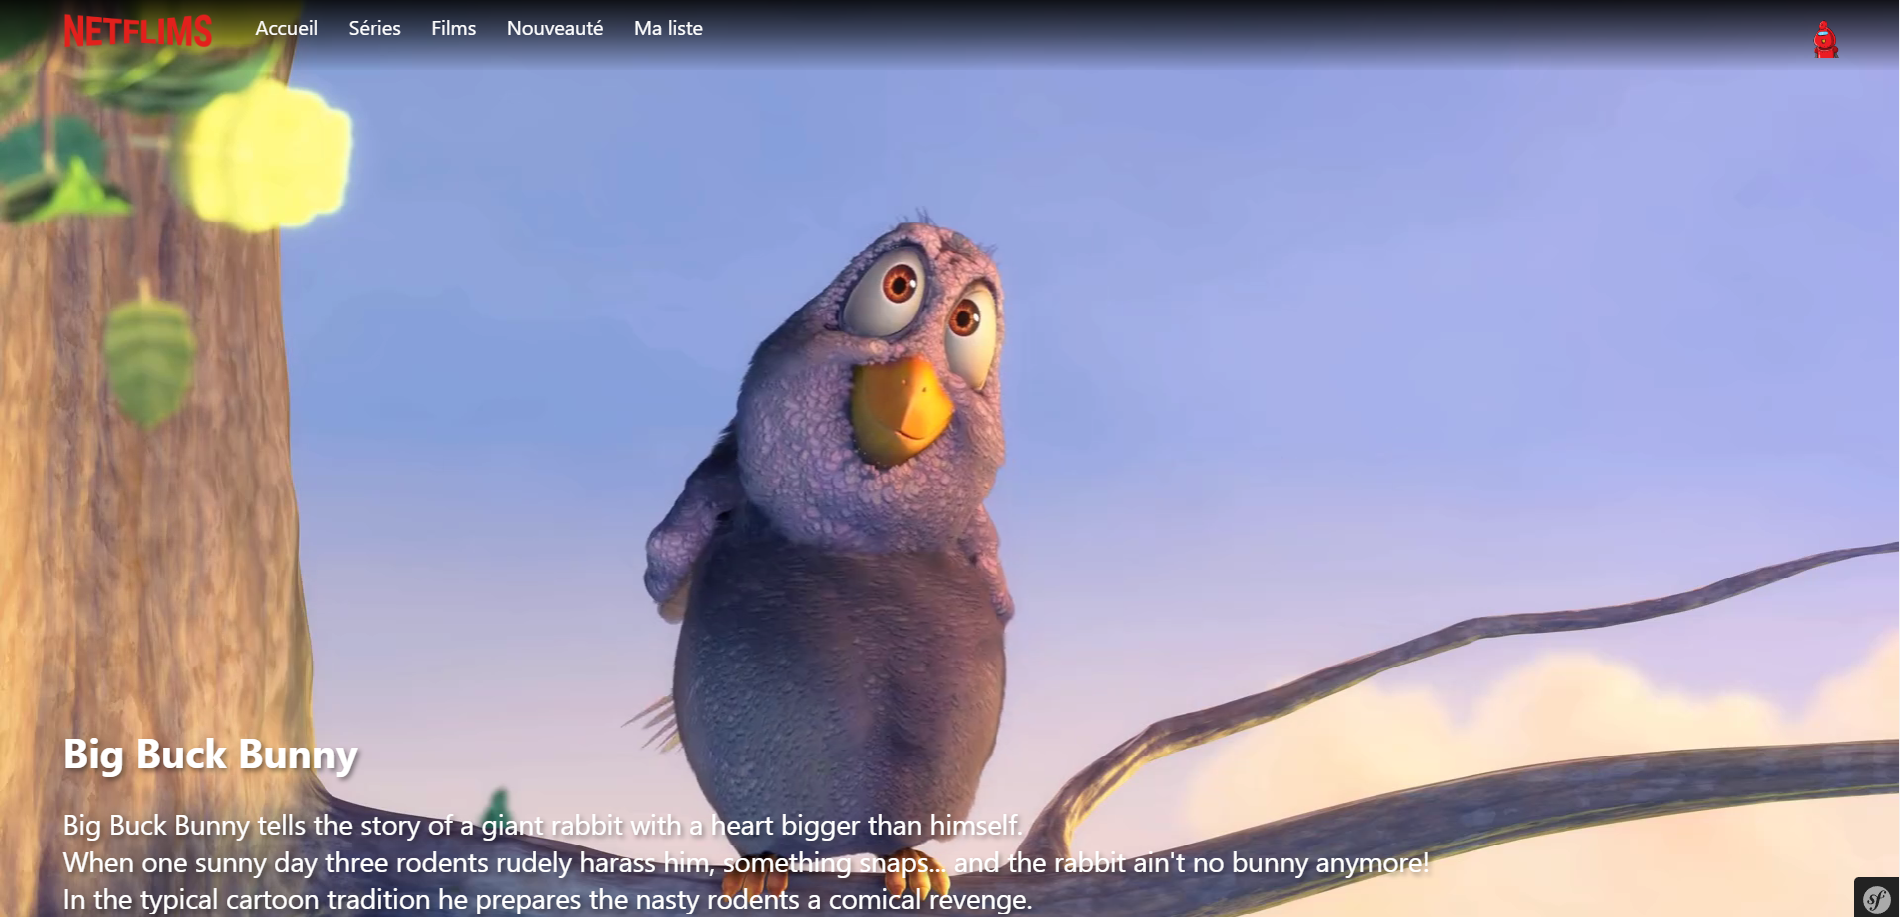 NETFLIMS
Accueil Séries Films Nouveauté Ma liste
Big Buck Bunny
Big Buck Bunny tells the story of a giant rabbit with a heart bigger than himself.
When one sunny day three rodents rudely harass him, something snaps... and the rabbit ain't no bunny anymore!
In the typical cartoon tradition he prepares the nasty rodents a comical revenge.
sf